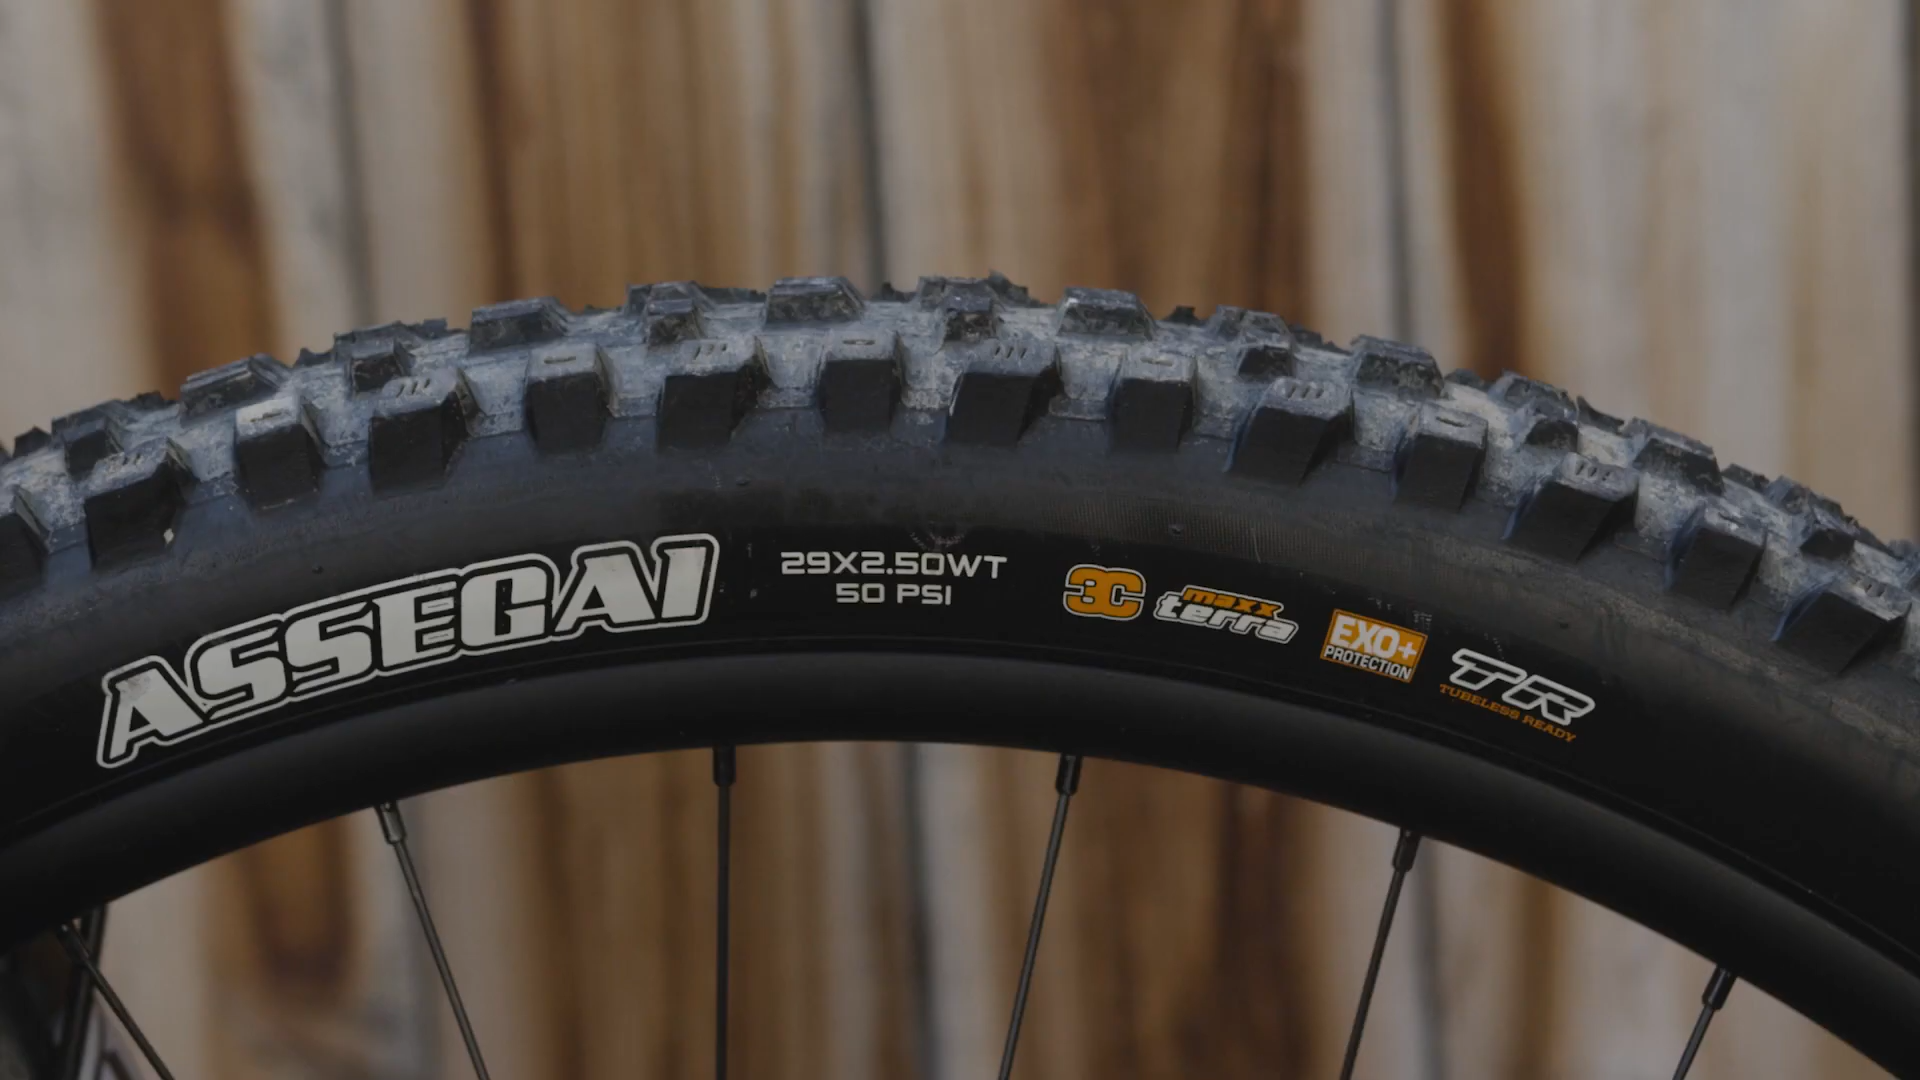 ASSEGAI
29X2.50WT
50 PSI
3C maxx terra
EXO+
PROTECTION
TR
TUBELESS READY